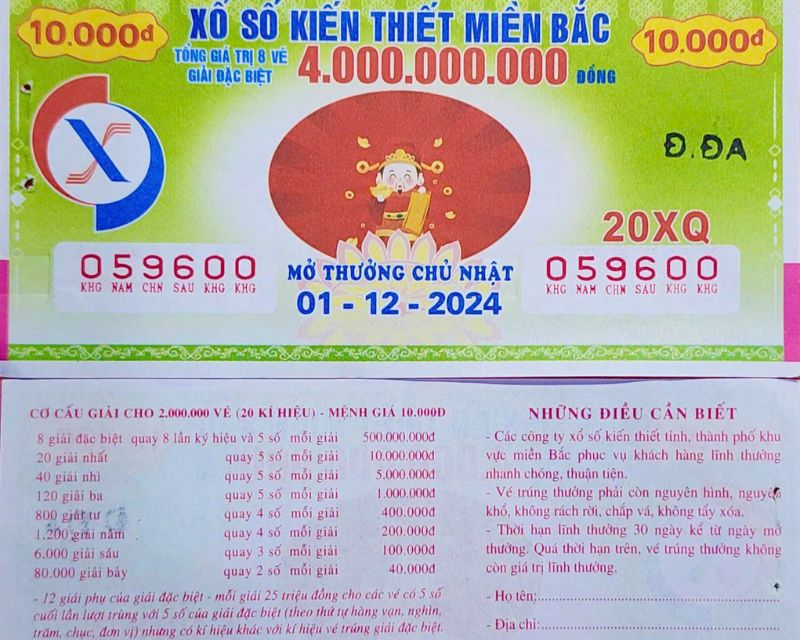 10.000đ
XỔ SỐ KIẾN THIẾT MIỀN BẮC
10.000đ
TỔNG GIÁ TRỊ 8 VÉ
GIẢI ĐẶC BIỆT
4.000.000.000 ĐỒNG
X
Đ.ĐA
20XQ
059600
KHG NAM CHN SAU KHG KHG
MỞ THƯỞNG CHỦ NHẬT
01 - 12 - 2024
059600
KHG NAM CHN SAU KHG KHG
CƠ CẤU GIẢI CHO 2.000.000 VÉ (20 KÍ HIỆU) - MỆNH GIÁ 10.000Đ
8 giải đặc biệt quay 8 lần ký hiệu và 5 số mỗi giải 500.000.000đ
20 giải nhất quay 5 số mỗi giải 10.000.000đ
40 giải nhì quay 5 số mỗi giải 5.000.000đ
120 giải ba quay 5 số mỗi giải 1.000.000đ
800 giải tư quay 4 số mỗi giải 400.000đ
1.200 giải năm quay 4 số mỗi giải 200.000đ
6.000 giải sáu quay 3 số mỗi giải 100.000đ
80.000 giải bảy quay 2 số mỗi giải 40.000đ
- 12 giải phụ của giải đặc biệt - mỗi giải 25 triệu đồng cho các vé có 5 số
cuối lần lượt trùng với 5 số của giải đặc biệt (theo thứ tự hàng vạn, nghìn,
trăm, chục, đơn vị) nhưng có kí hiệu khác với kí hiệu vé trúng giải đặc biệt.
NHỮNG ĐIỀU CẦN BIẾT
- Các công ty xổ số kiến thiết tỉnh, thành phố khu
vực miền Bắc phục vụ khách hàng lĩnh thưởng
nhanh chóng, thuận tiện.
- Vé trúng thưởng phải còn nguyên hình, nguyên
khổ, không rách rời, chắp vá, không tẩy xóa.
- Thời hạn lĩnh thưởng 30 ngày kể từ ngày mở
thưởng. Quá thời hạn trên, vé trúng thưởng không
còn giá trị lĩnh thưởng.
- Họ tên:
- Địa chỉ: